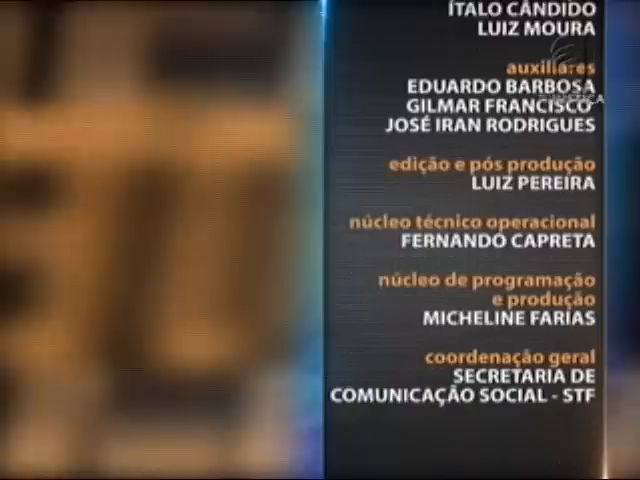 ÍTALO CÂNDIDO
LUIZ MOURA
auxiliares
EDUARDO BARBOSA
GILMAR FRANCISCO
JOSÉ IRAN RODRIGUES
edição e pós produção
LUIZ PEREIRA
núcleo técnico operacional
FERNANDO CAPRETA
núcleo de programação
e produção
MICHELINE FARIAS
coordenação geral
SECRETARIA DE
COMUNICAÇÃO SOCIAL - STF